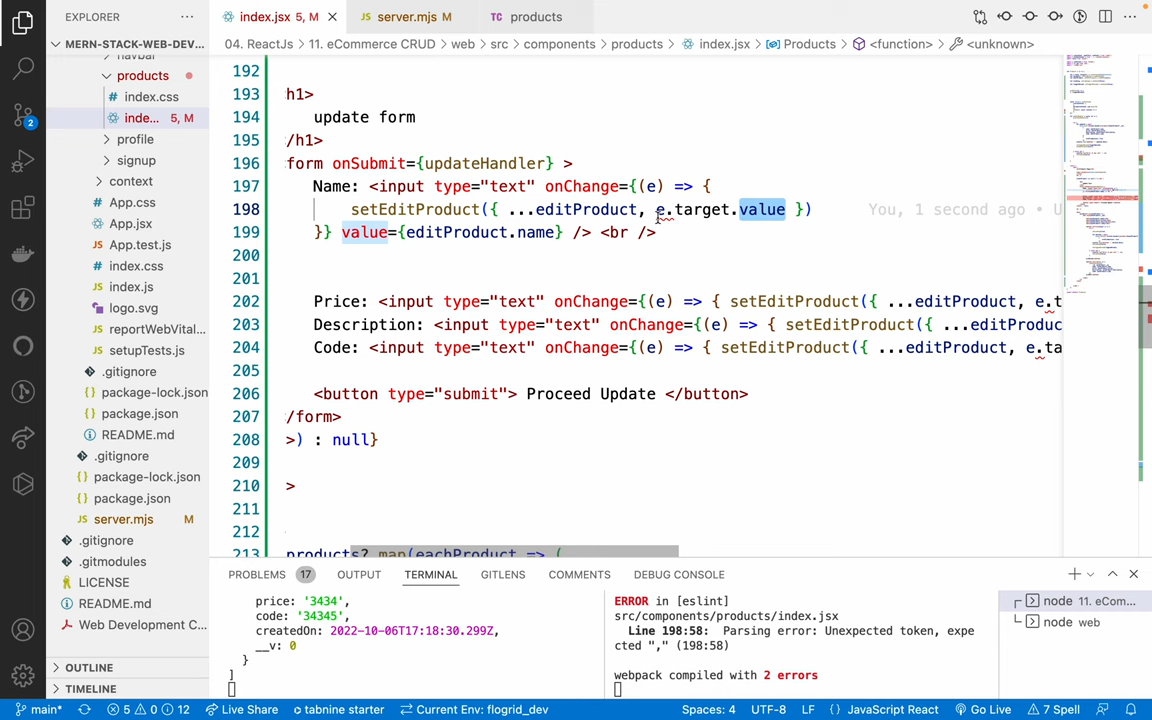 EXPLORER
index.jsx 5, M
server.mjs M
TC products
MERN-STACK-WEB-DEV...
04. ReactJs > 11. eCommerce CRUD > web > src > components > products > index.jsx > Products > <function> > <unknown>
products
index.css
inde... 5, M
profile
signup
context
App.css
App.jsx
App.test.js
index.css
index.js
logo.svg
reportWebVital...
setupTests.js
.gitignore
package-lock.json
package.json
README.md
.gitignore
package-lock.json
package.json
server.mjs M
.gitignore
.gitmodules
LICENSE
README.md
Web Development C...
OUTLINE
TIMELINE
2
192
193 h1>
194 update form
195 /h1>
196 form onSubmit={updateHandler} >
197 Name: <input type="text" onChange={(e) => {
198 setEditProduct({ ...editProduct, e.target.value }) You, 1 second ago • U
199 }} value={editProduct.name} /> <br />
200
201
202 Price: <input type="text" onChange={(e) => { setEditProduct({ ...editProduct, e.t
203 Description: <input type="text" onChange={(e) => { setEditProduct({ ...editProduc
204 Code: <input type="text" onChange={(e) => { setEditProduct({ ...editProduct, e.ta
205
206 <button type="submit"> Proceed Update </button>
207 /form>
208 >) : null}
209
210 >
211
212
213 products?.map(eachProduct => (
PROBLEMS 17 OUTPUT TERMINAL GITLENS COMMENTS DEBUG CONSOLE
price: '3434',
code: '34345',
createdOn: 2022-10-06T17:18:30.299Z,
__v: 0
}
]
ERROR in [eslint]
src/components/products/index.jsx
Line 198:58: Parsing error: Unexpected token, expe
cted "," (198:58)
webpack compiled with 2 errors
node 11. eCom...
node web
main* 5 0 12 Live Share tabnine starter Current Env: flogrid_dev Spaces: 4 UTF-8 LF {} JavaScript React Go Live 7 Spell